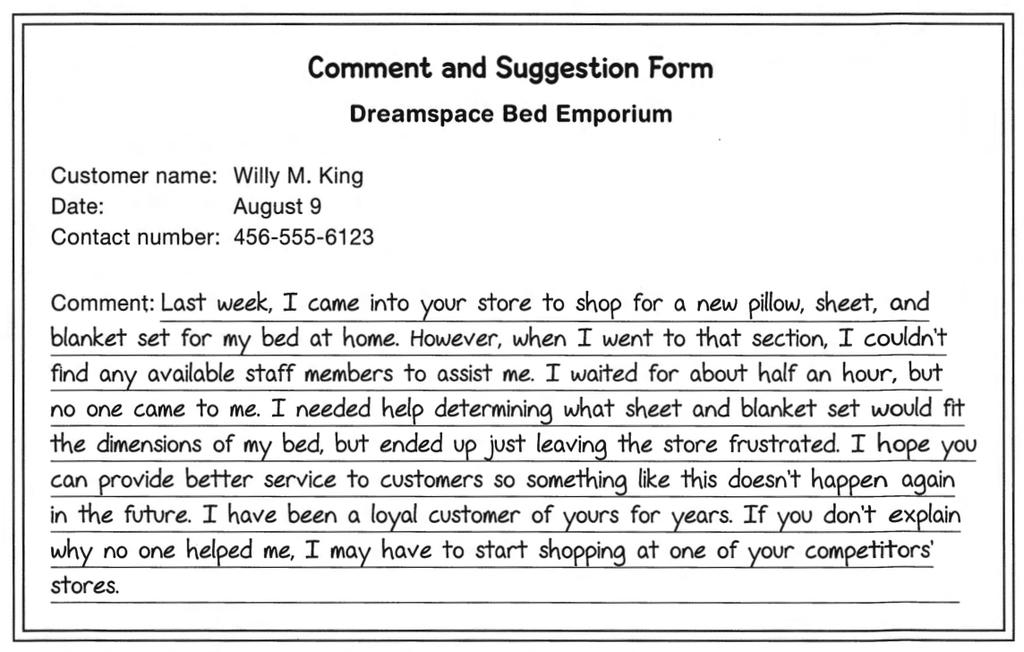 Comment and Suggestion Form
Dreamspace Bed Emporium
Customer name: Willy M. King
Date: August 9
Contact number: 456-555-6123
Comment: Last week, I came into your store to shop for a new pillow, sheet, and
blanket set for my bed at home. However, when I went to that section, I couldn't
find any available staff members to assist me. I waited for about half an hour, but
no one came to me. I needed help determining what sheet and blanket set would fit
the dimensions of my bed, but ended up just leaving the store frustrated. I hope you
can provide better service to customers so something like this doesn't happen again
in the future. I have been a loyal customer of yours for years. If you don't explain
why no one helped me, I may have to start shopping at one of your competitors'
stores.